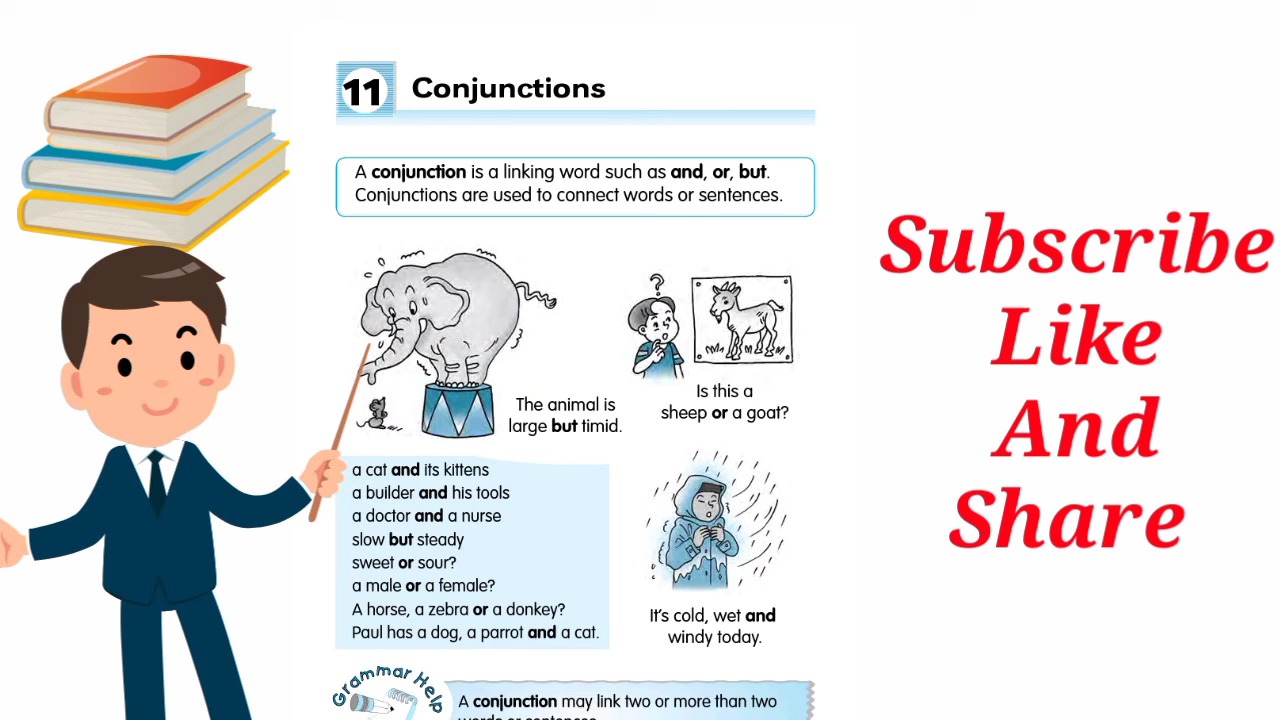 11 Conjunctions
A conjunction is a linking word such as and, or, but.
Conjunctions are used to connect words or sentences.
?
The animal is
large but timid.
Is this a
sheep or a goat?
a cat and its kittens
a builder and his tools
a doctor and a nurse
slow but steady
sweet or sour?
a male or a female?
A horse, a zebra or a donkey?
Paul has a dog, a parrot and a cat.
It's cold, wet and
windy today.
Grammar Help
A conjunction may link two or more than two
words or sentences
Subscribe
Like
And
Share